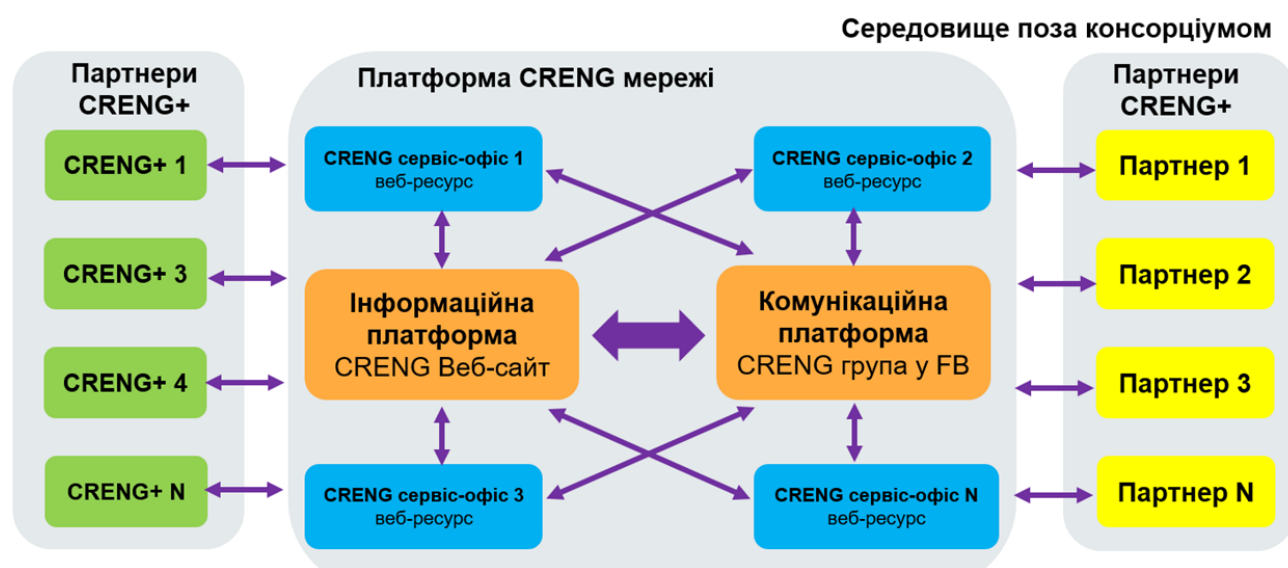 Середовище поза консорціумом
Партнери
CRENG+
Платформа CRENG мережі
Партнери
CRENG+
CRENG+ 1
CRENG сервіс-офіс 1
веб-ресурс
CRENG сервіс-офіс 2
веб-ресурс
Партнер 1
CRENG+ 3
Інформаційна
платформа
CRENG Веб-сайт
Комунікаційна
платформа
CRENG група у FB
Партнер 2
CRENG+ 4
Партнер 3
CRENG+ N
CRENG сервіс-офіс 3
веб-ресурс
CRENG сервіс-офіс N
веб-ресурс
Партнер N